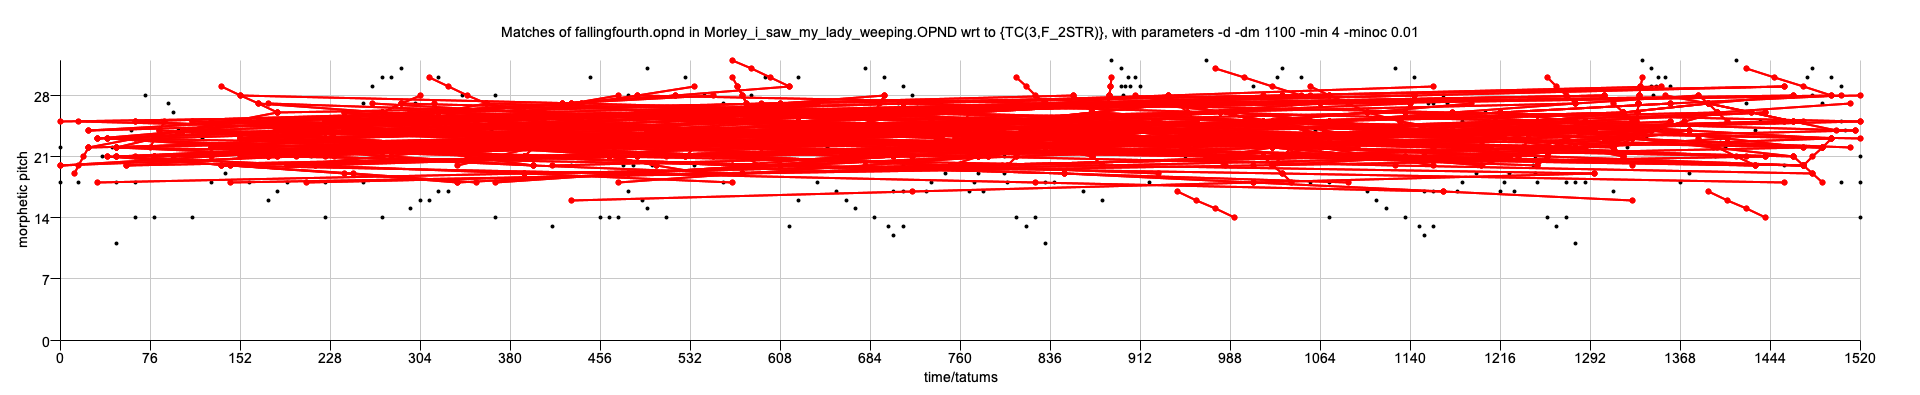 Matches of fallingfourth.opnd in Morley_i_saw_my_lady_weeping.OPND wrt to {TC(3,F_2STR)}, with parameters -d -dm 1100 -min 4 -minoc 0.01
morphetic pitch
28
21
14
7
0
0 76 152 228 304 380 456 532 608 684 760 836 912 988 1064 1140 1216 1292 1368 1444 1520
time/tatums